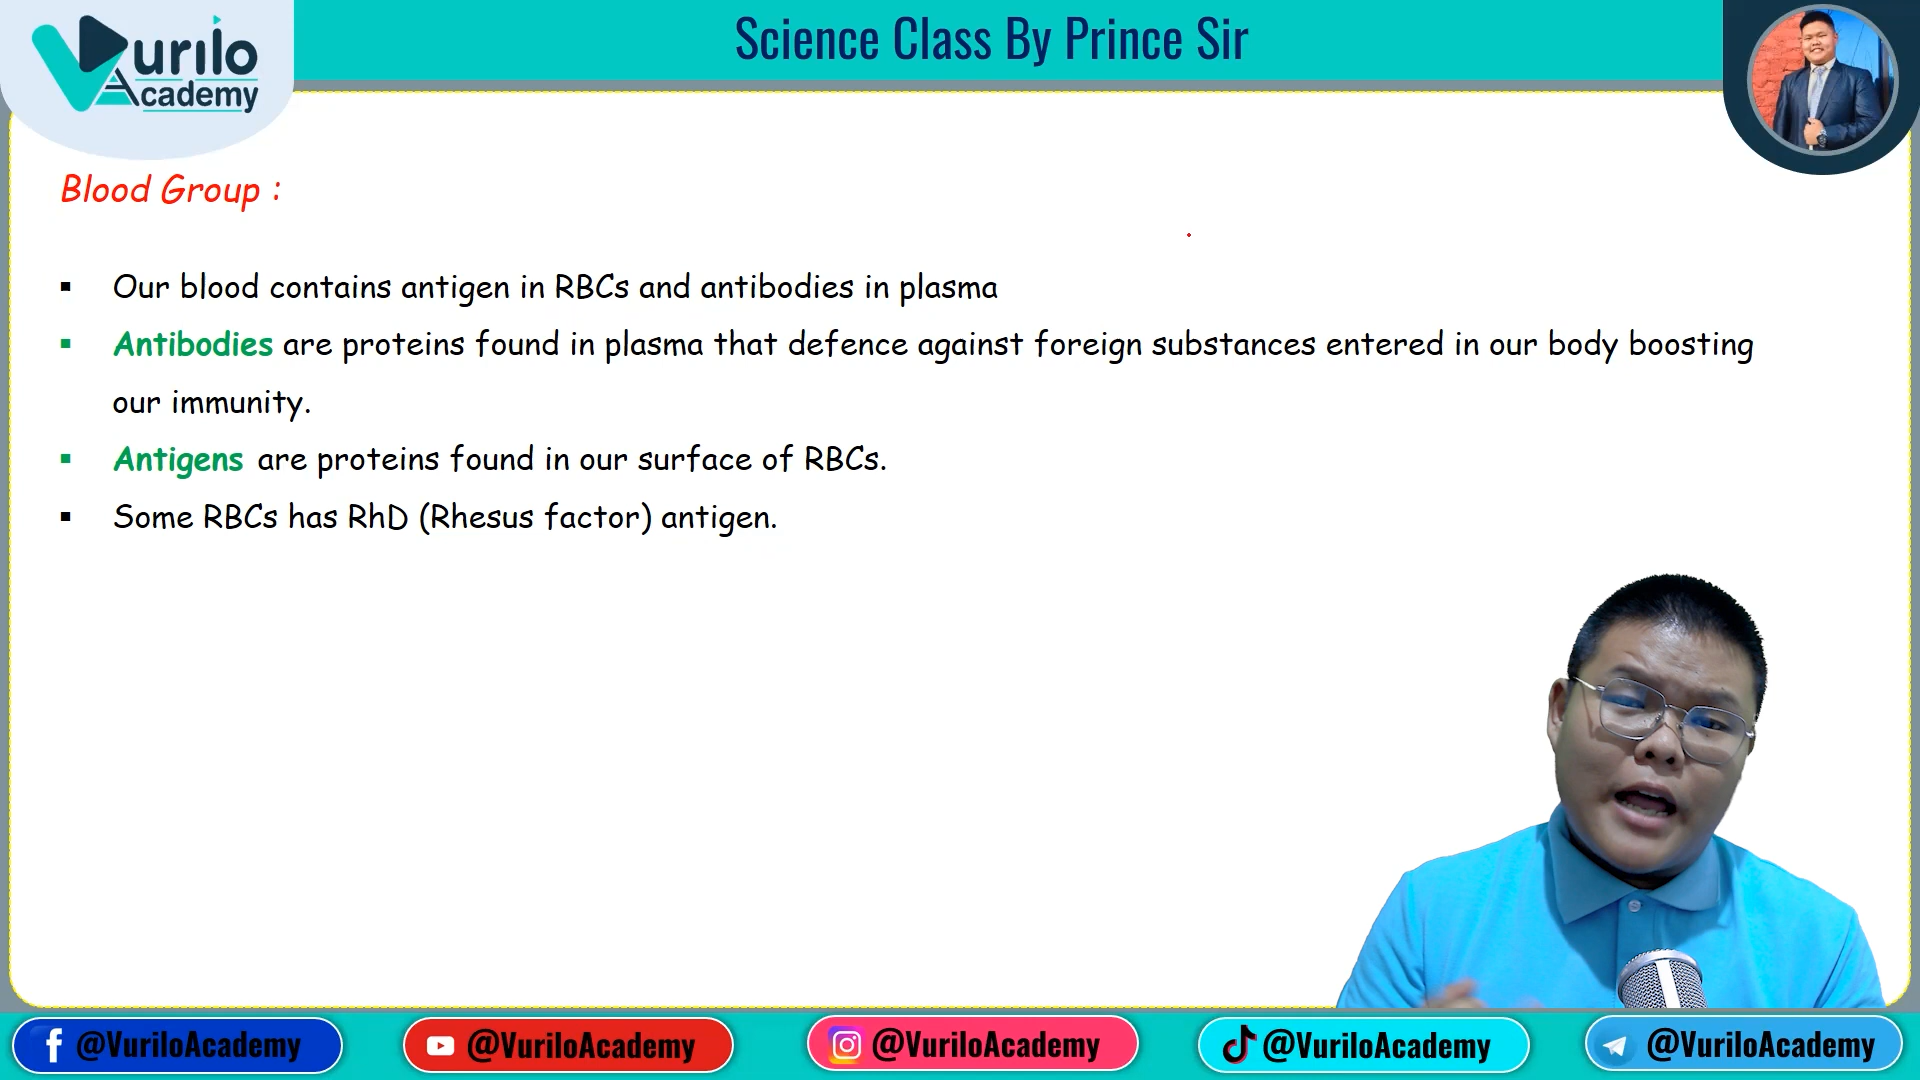 Vurilo
Academy
Science Class By Prince Sir
Blood Group :
▪ Our blood contains antigen in RBCs and antibodies in plasma
▪ Antibodies are proteins found in plasma that defence against foreign substances entered in our body boosting
our immunity.
▪ Antigens are proteins found in our surface of RBCs.
▪ Some RBCs has RhD (Rhesus factor) antigen.
@VuriloAcademy
@VuriloAcademy
@VuriloAcademy
@VuriloAcademy
@VuriloAcademy